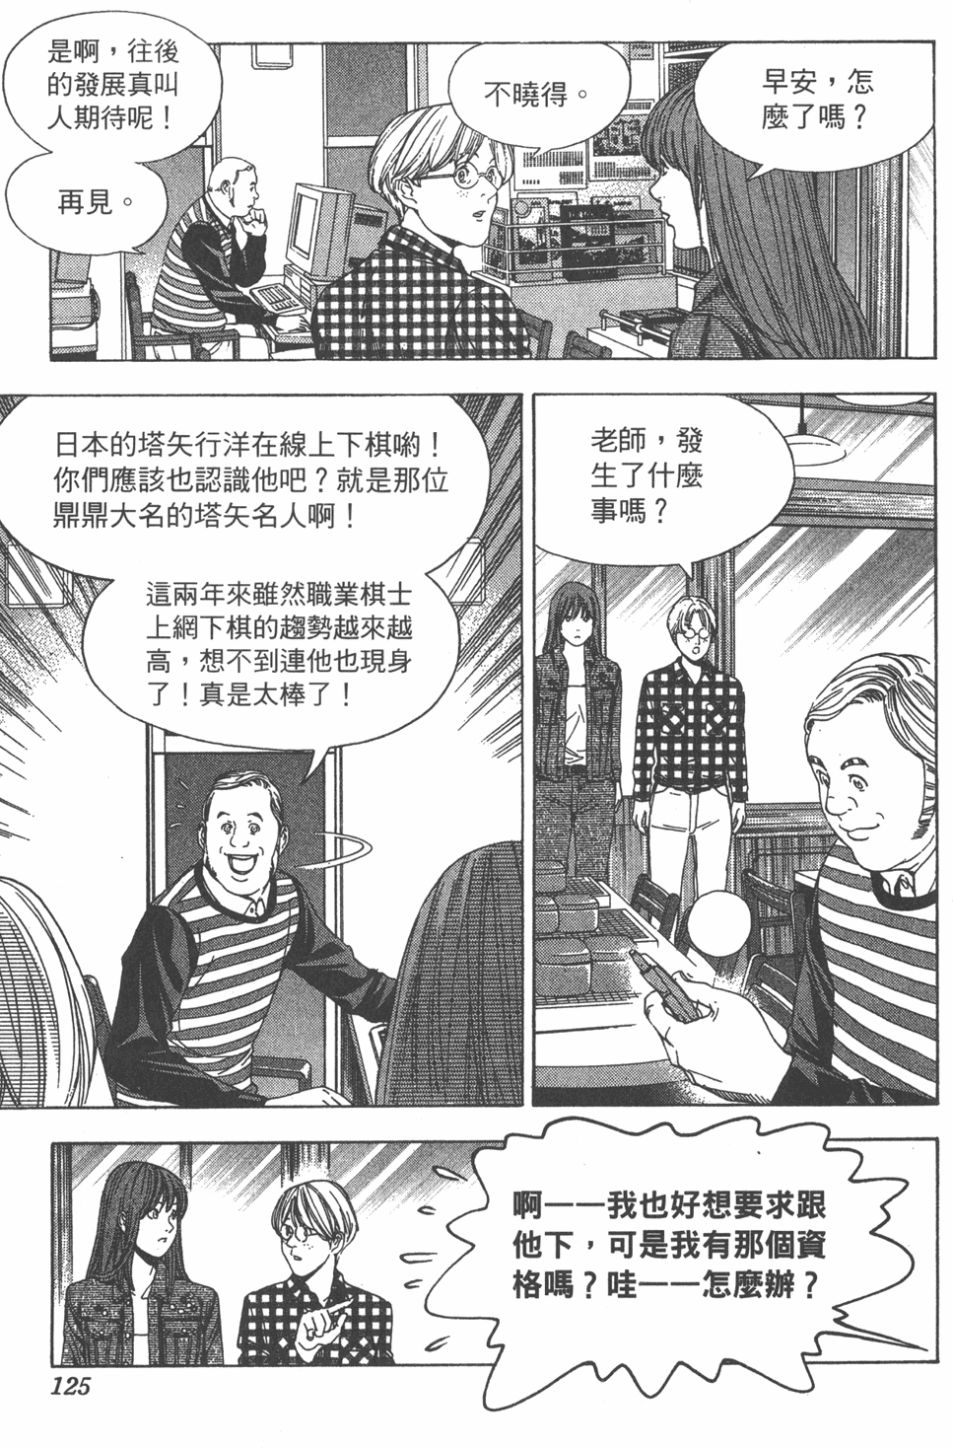 早安，怎
麼了嗎？
不曉得。
是啊，往後
的發展真叫
人期待呢！
再見。
老師，發
生了什麼
事嗎？
日本的塔矢行洋在線上下棋喲！
你們應該也認識他吧？就是那位
鼎鼎大名的塔矢名人啊！
這兩年來雖然職業棋士
上網下棋的趨勢越來越
高，想不到連他也現身
了！真是太棒了！
啊——我也好想要求跟
他下，可是我有那個資
格嗎？哇——怎麼辦？
125